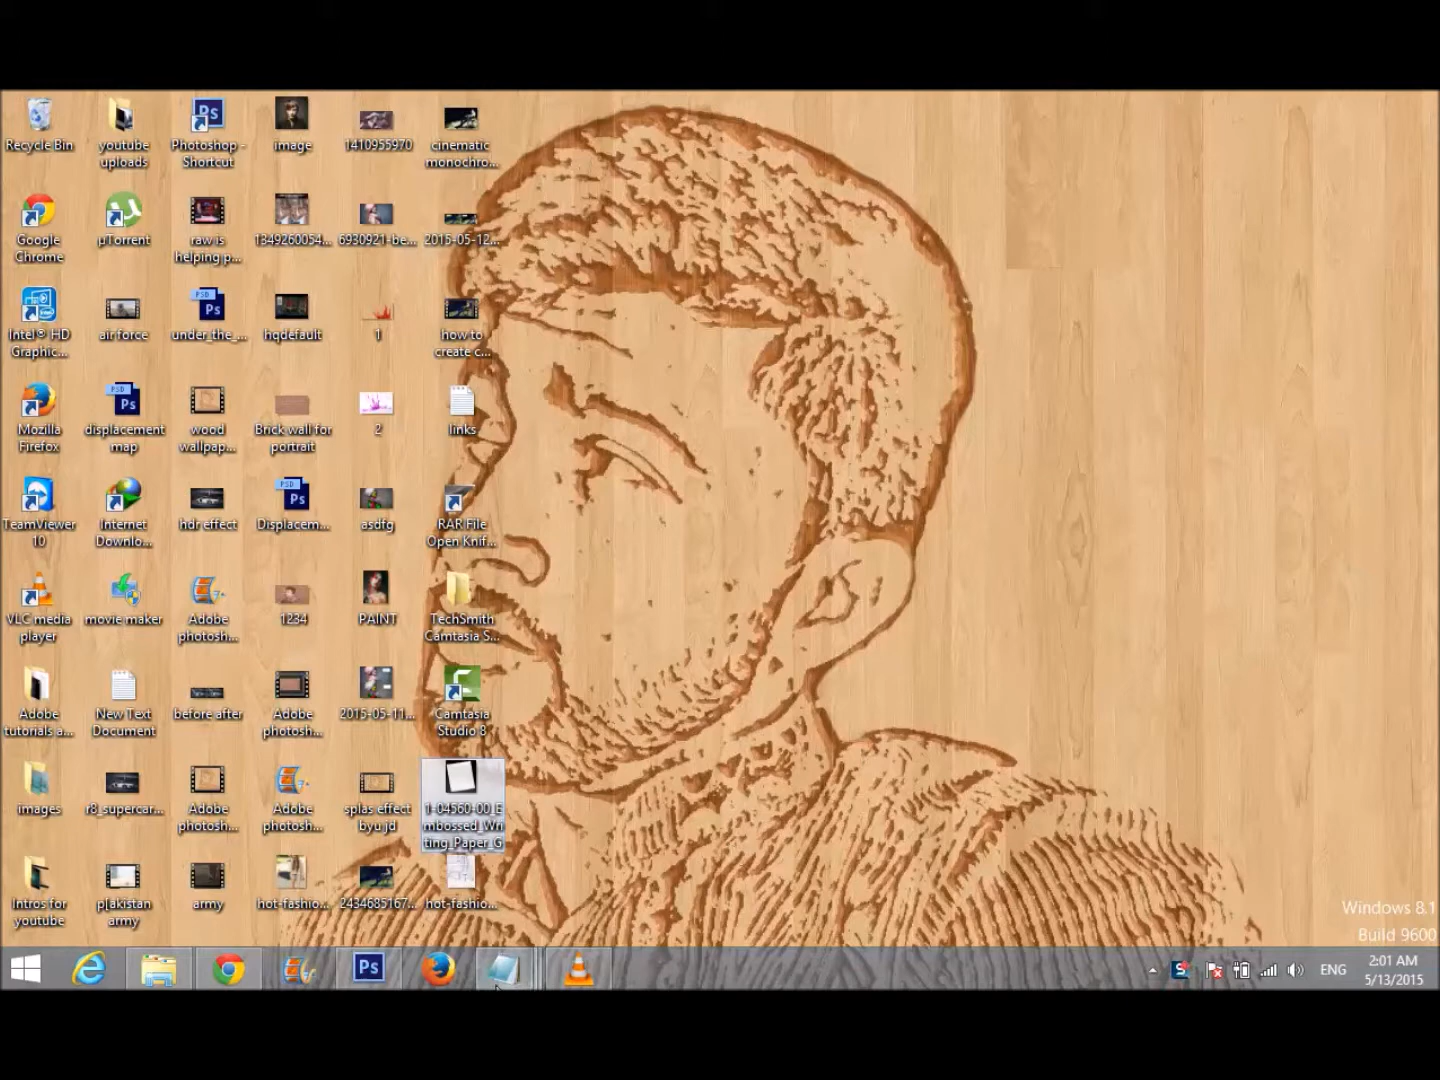 Recycle Bin
youtube
uploads
Photoshop -
Shortcut
image
1410955970
cinematic
monochro...
Google
Chrome
µTorrent
raw is
helping p...
1349260054...
6930921-be...
2015-05-12...
Intel® HD
Graphic...
air force
under_the_...
hqdefault
1
how to
create c...
Mozilla
Firefox
displacement
map
wood
wallpap...
Brick wall for
portrait
2
links
TeamViewer
10
Internet
Downlo...
hdr effect
Displacem...
asdfg
RAR File
Open Knif...
VLC media
player
movie maker
Adobe
photosh...
1234
PAINT
TechSmith
Camtasia S...
Adobe
tutorials a...
New Text
Document
before after
Adobe
photosh...
2015-05-11...
Camtasia
Studio 8
images
r8_supercar...
Adobe
photosh...
Adobe
photosh...
splas effect
byu jd
1-04560-00_E
mbossed_Wri
ting_Paper_G
Intros for
youtube
p[akistan
army
army
hot-fashio...
2434685167...
hot-fashio...
Windows 8.1
Build 9600
ENG
2:01 AM
5/13/2015